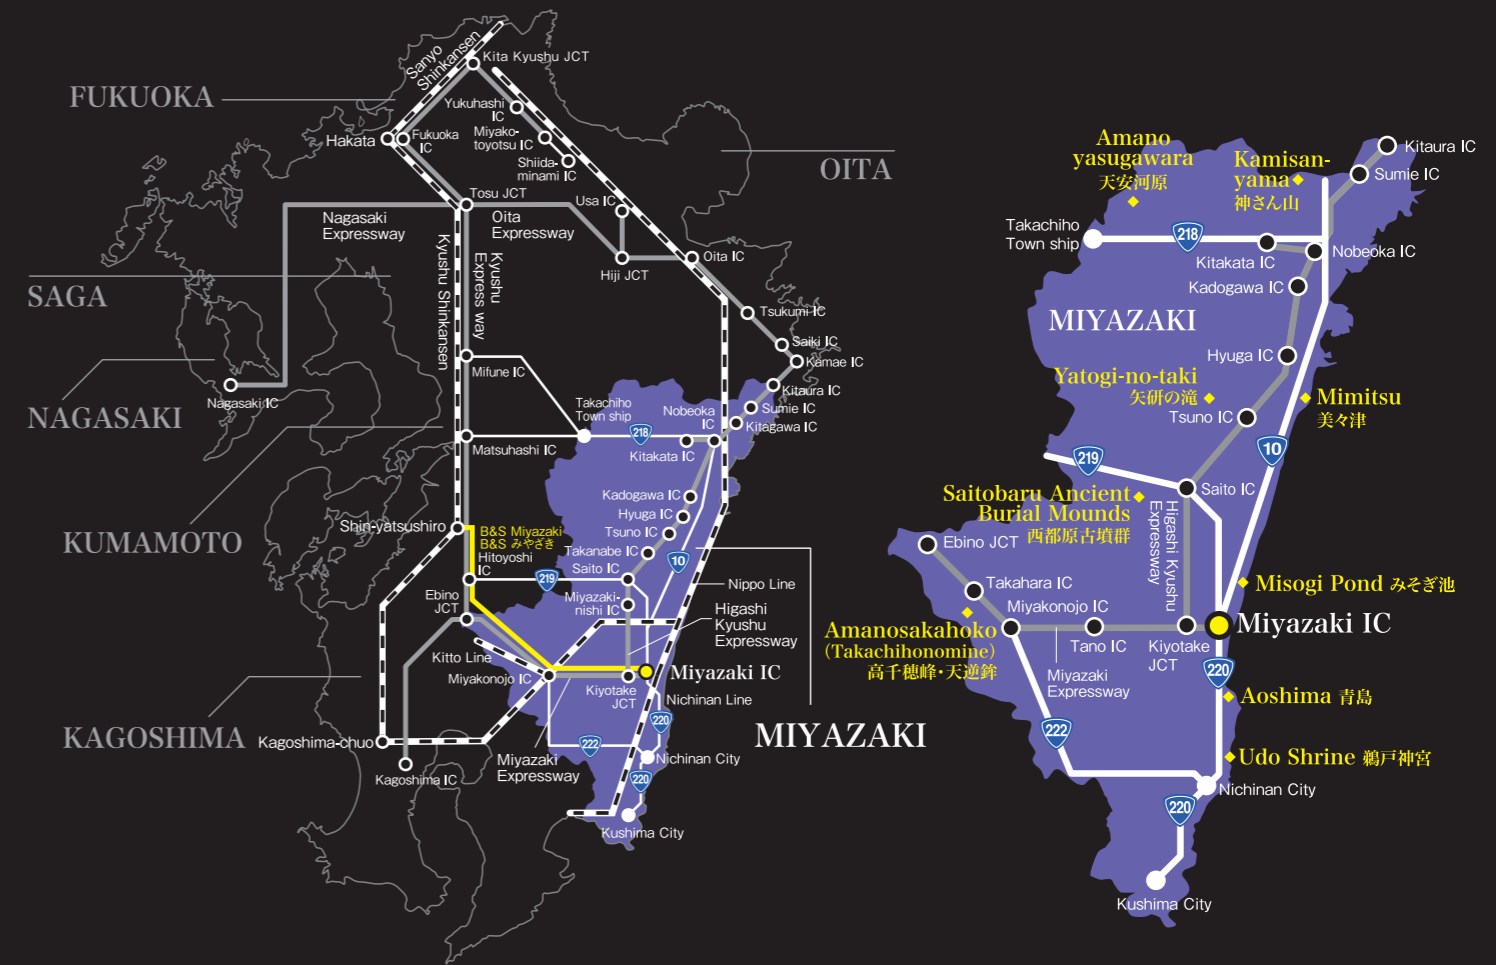 Sanyo
Shinkansen
Kita Kyushu JCT
FUKUOKA
Yukuhashi
IC
Hakata
Fukuoka
IC
Miyako-
toyotsu IC
Shiida-
minami IC
OITA
Tosu JCT
Usa IC
Nagasaki
Expressway
Oita
Expressway
Kyushu Shinkansen
Kyushu
Express way
Hiji JCT
Oita IC
SAGA
Tsukumi IC
Saiki IC
Kamae IC
Mifune IC
Kitaura IC
NAGASAKI
Nagasaki IC
Takachiho
Town ship
Nobeoka
IC
Sumie IC
Kitagawa IC
218
Matsuhashi IC
Kitakata IC
Kadogawa IC
Hyuga IC
Shin-yatsushiro
B&S Miyazaki
B&S みやざき
Hitoyoshi
IC
Tsuno IC
KUMAMOTO
Takanabe IC
10
Saito IC
219
Nippo Line
Ebino
JCT
Miyazaki-
nishi IC
Higashi
Kyushu
Expressway
Kitto Line
Miyakonojo IC
Miyazaki IC
Kiyotake
JCT
Nichinan Line
220
KAGOSHIMA
Kagoshima-chuo
222
MIYAZAKI
Miyazaki
Expressway
Nichinan City
Kagoshima IC
220
Kushima City
Amano
yasugawara
天安河原
Kamisan-
yama
神さん山
Kitaura IC
Sumie IC
Takachiho
Town ship
218
Kitakata IC
Nobeoka IC
Kadogawa IC
MIYAZAKI
Hyuga IC
Yatogi-no-taki
矢研の滝
Mimitsu
美々津
Tsuno IC
10
219
Saito IC
Saitobaru Ancient
Burial Mounds
西都原古墳群
Higashi Kyushu
Expressway
Ebino JCT
Takahara IC
Misogi Pond みそぎ池
Miyakonojo IC
Amanosakahoko
(Takachihonomine)
高千穂峰・天逆鉾
Tano IC
Kiyotake
JCT
Miyazaki IC
Miyazaki
Expressway
220
Aoshima 青島
222
Udo Shrine 鵜戸神宮
Nichinan City
220
Kushima City